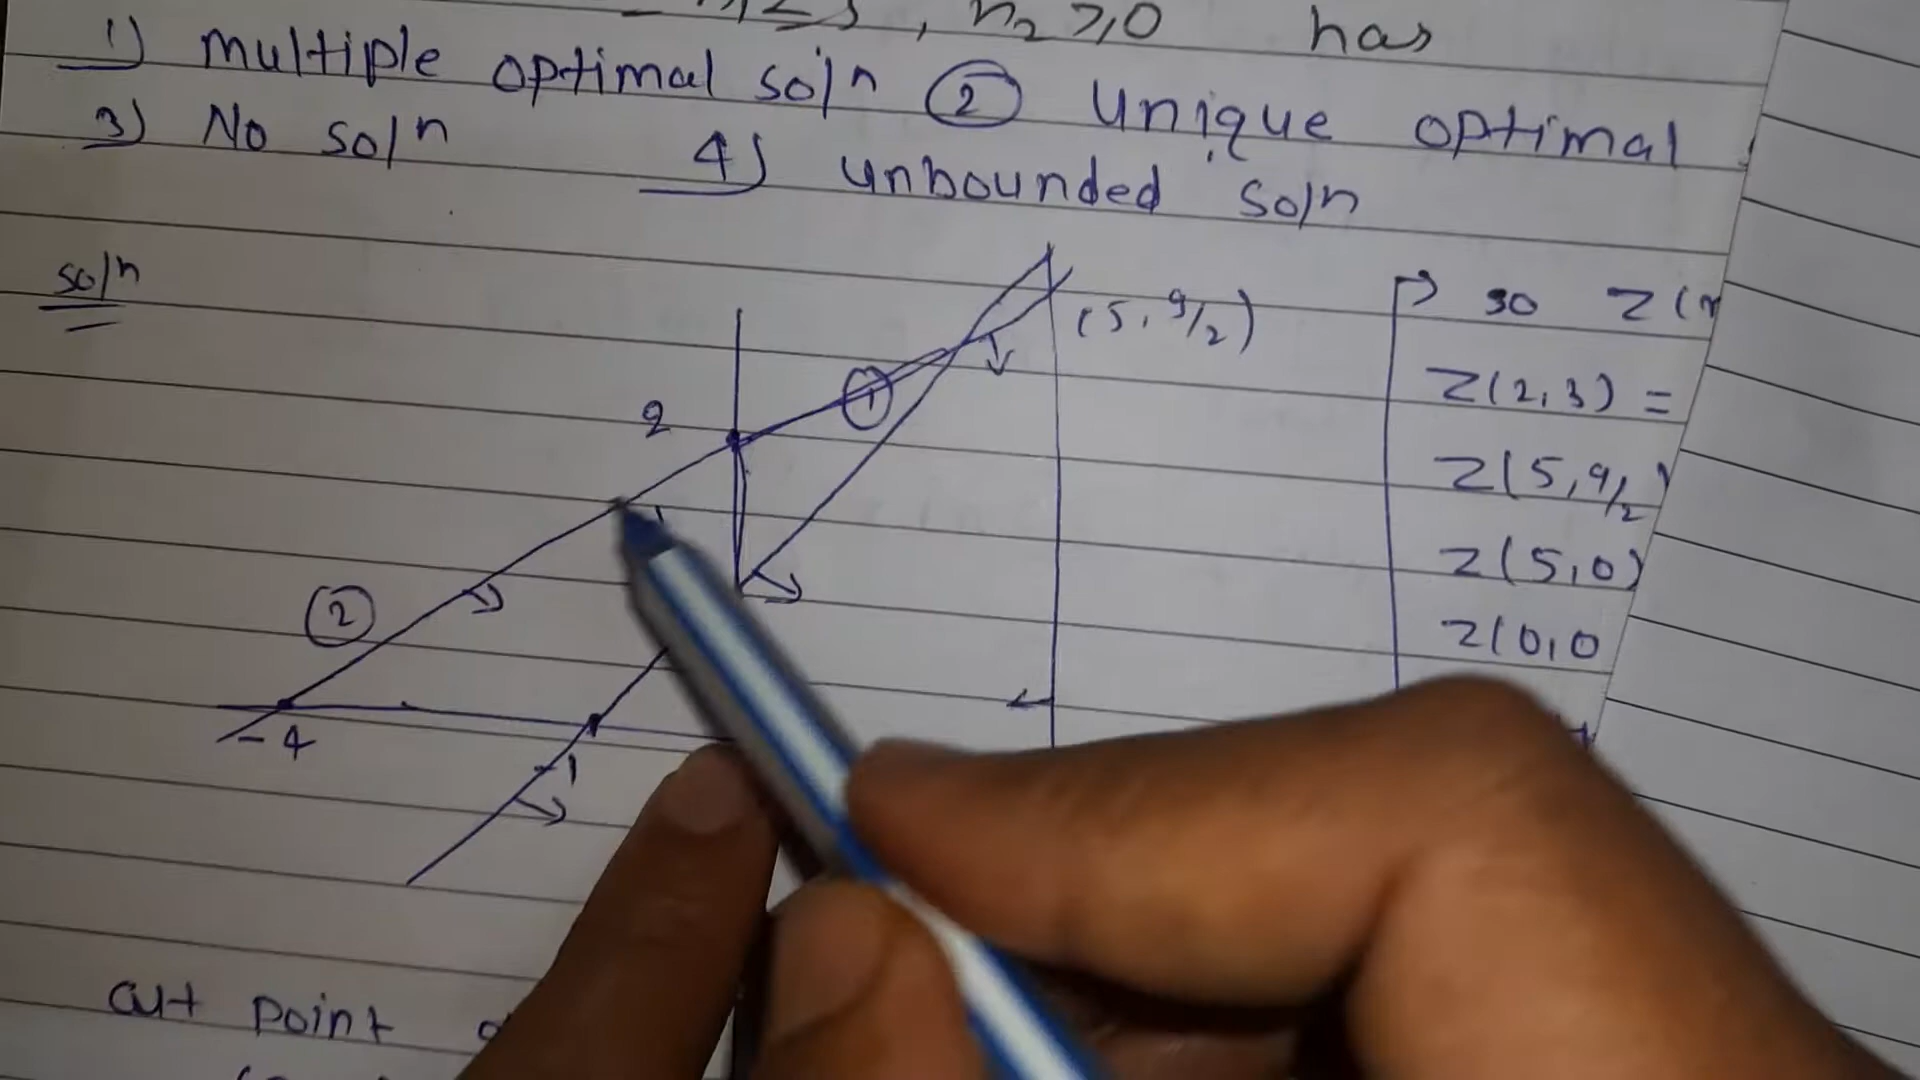 , x₂ ≥ 0 has
1) multiple optimal soln ② unique optimal
3) No soln 4) unbounded soln
soln
(5, 9/2)
①
2
②
-4
-1
so Z(
Z(2,3) =
Z(5,9/2)
Z(5,0)
Z(0,0
cut point